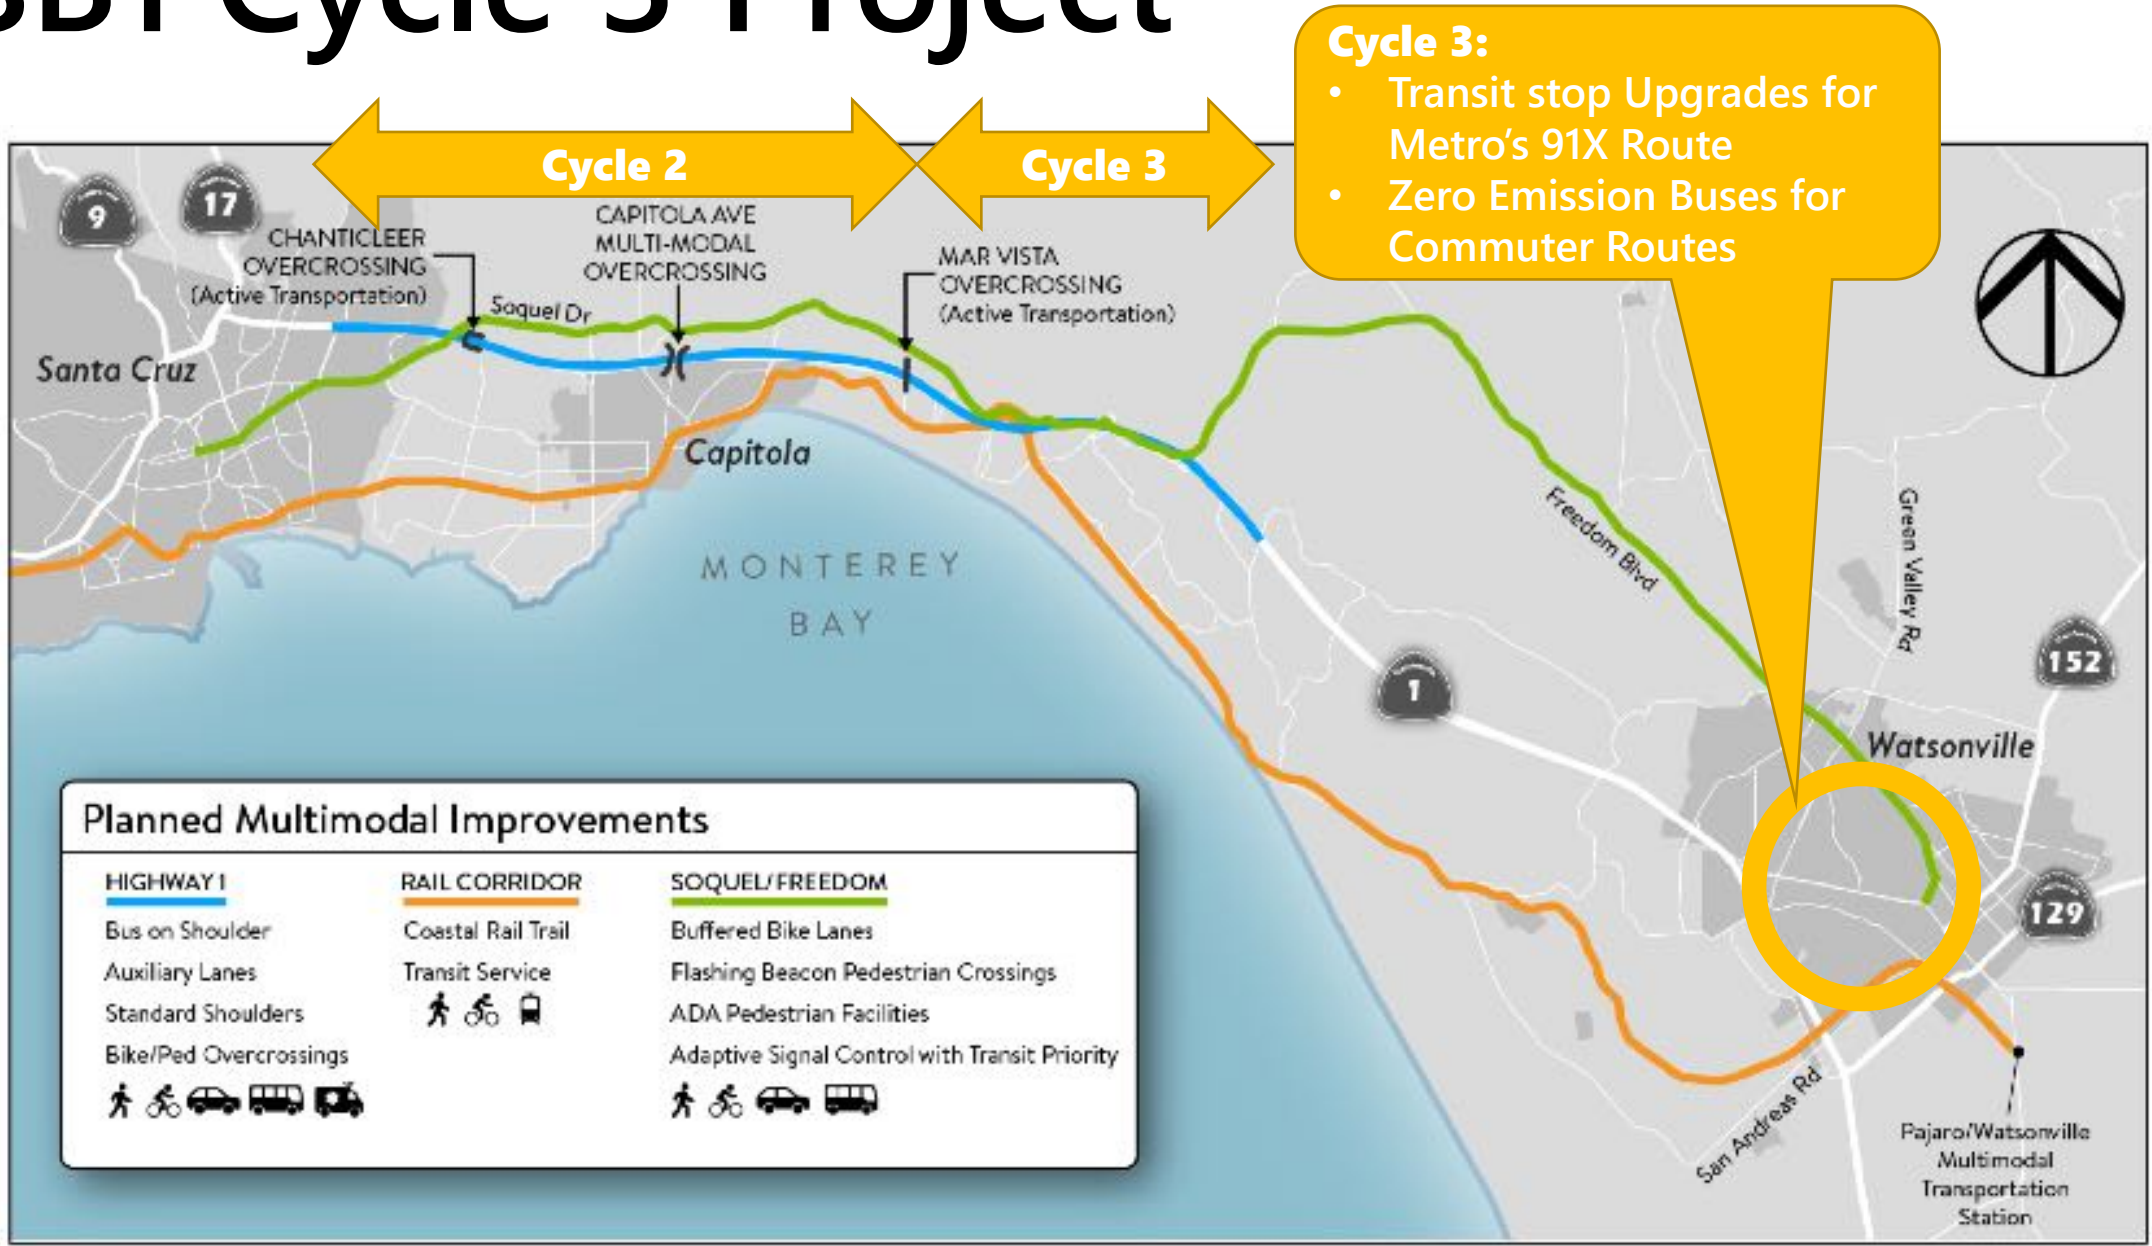 SB1 Cycle 3 Project
Cycle 3:
• Transit stop Upgrades for
Metro's 91X Route
• Zero Emission Buses for
Commuter Routes
Cycle 2
Cycle 3
9
17
CHANTICLEER
OVERCROSSING
(Active Transportation)
CAPITOLA AVE
MULTI-MODAL
OVERCROSSING
MAR VISTA
OVERCROSSING
(Active Transportation)
Soquel Dr
Santa Cruz
Capitola
MONTEREY
BAY
Freedom Blvd
Green Valley Rd
152
1
Watsonville
129
San Andreas Rd
Pajaro/Watsonville
Multimodal
Transportation
Station
Planned Multimodal Improvements
HIGHWAY 1
Bus on Shoulder
Auxiliary Lanes
Standard Shoulders
Bike/Ped Overcrossings
RAIL CORRIDOR
Coastal Rail Trail
Transit Service
SOQUEL/FREEDOM
Buffered Bike Lanes
Flashing Beacon Pedestrian Crossings
ADA Pedestrian Facilities
Adaptive Signal Control with Transit Priority